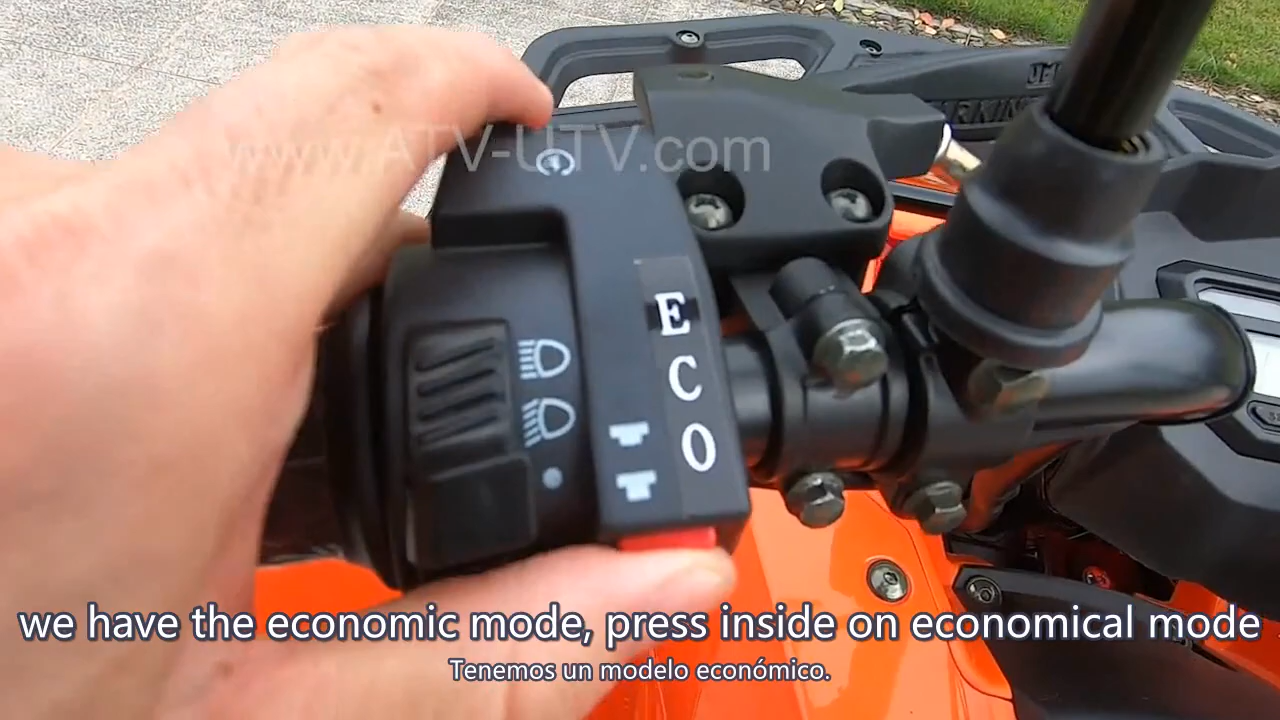 www.ATV-UTV.com
E
C
O
we have the economic mode, press inside on economical mode
Tenemos un modelo económico.